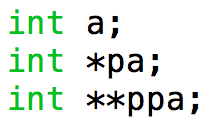 int a;
int *pa;
int **ppa;